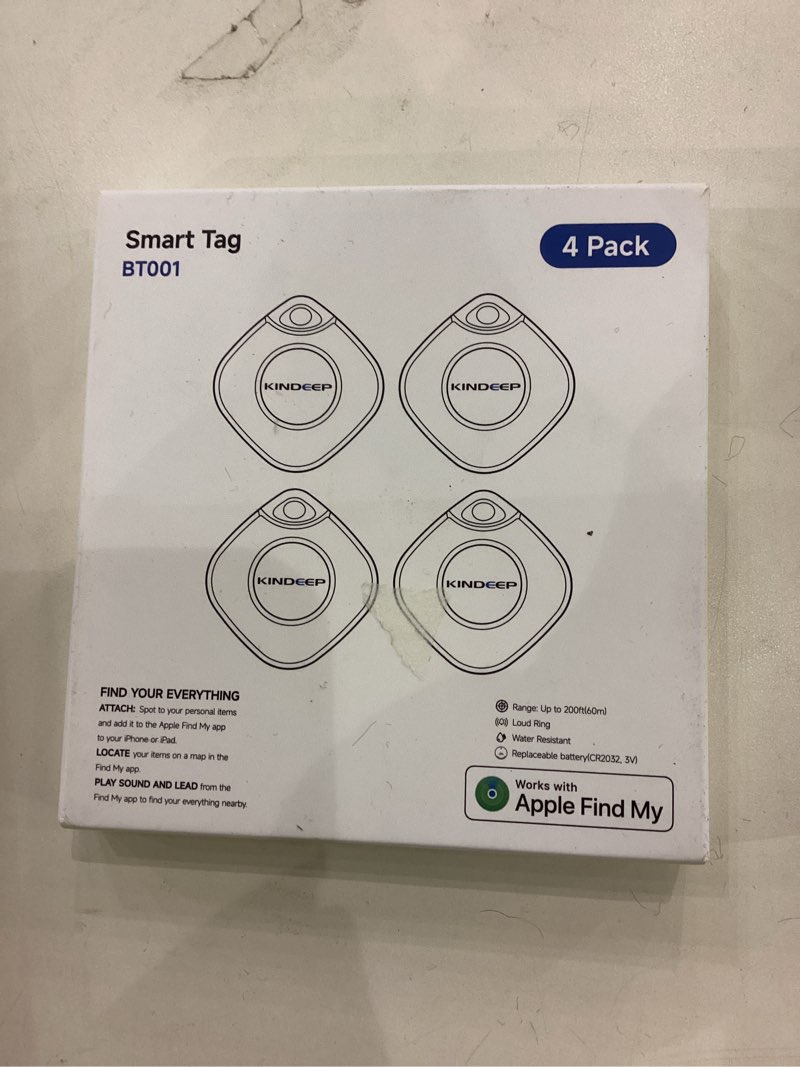 Smart Tag
BT001
4 Pack
KINDEEP
KINDEEP
KINDEEP
KINDEEP
FIND YOUR EVERYTHING
ATTACH: Spot to your personal items
and add it to the Apple Find My app
to your iPhone or iPad.
LOCATE your items on a map in the
Find My app.
PLAY SOUND AND LEAD from the
Find My app to find your everything nearby.
Range: Up to 200ft(60m)
Loud Ring
Water Resistant
Replaceable battery(CR2032, 3V)
Works with
Apple Find My